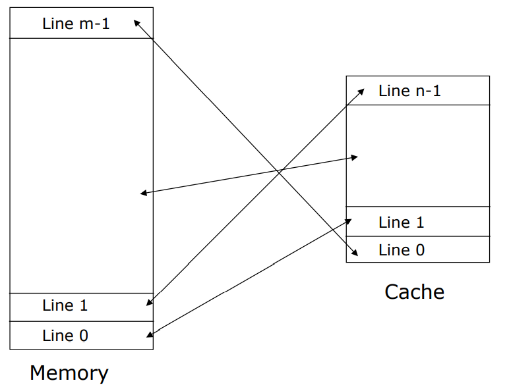 Line m-1
Line 1
Line 0
Memory
Line n-1
Line 1
Line 0
Cache